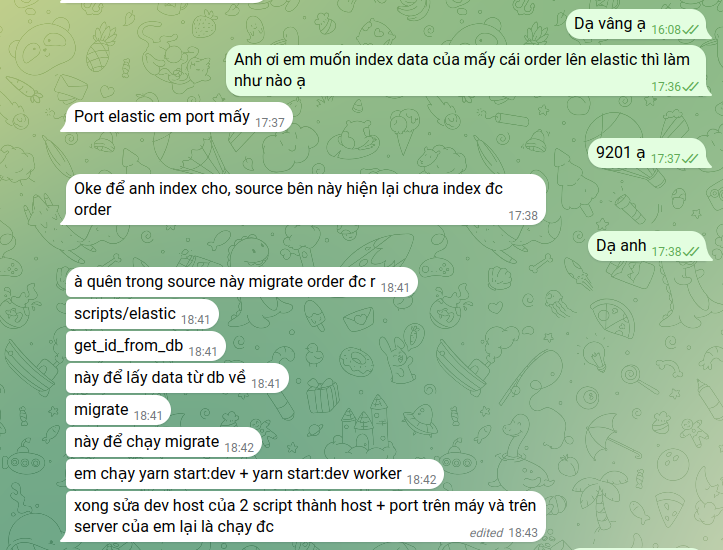 Dạ vâng ạ 16:08
Anh ơi em muốn index data của mấy cái order lên elastic thì làm
như nào ạ 17:36
Port elastic em port mấy 17:37
9201 ạ 17:37
Oke để anh index cho, source bên này hiện lại chưa index đc
order 17:38
Dạ anh 17:38
à quên trong source này migrate order đc r 18:41
scripts/elastic 18:41
get_id_from_db 18:41
này để lấy data từ db về 18:41
migrate 18:41
này để chạy migrate 18:42
em chạy yarn start:dev + yarn start:dev worker 18:42
xong sửa dev host của 2 script thành host + port trên máy và trên
server của em lại là chạy đc edited 18:43